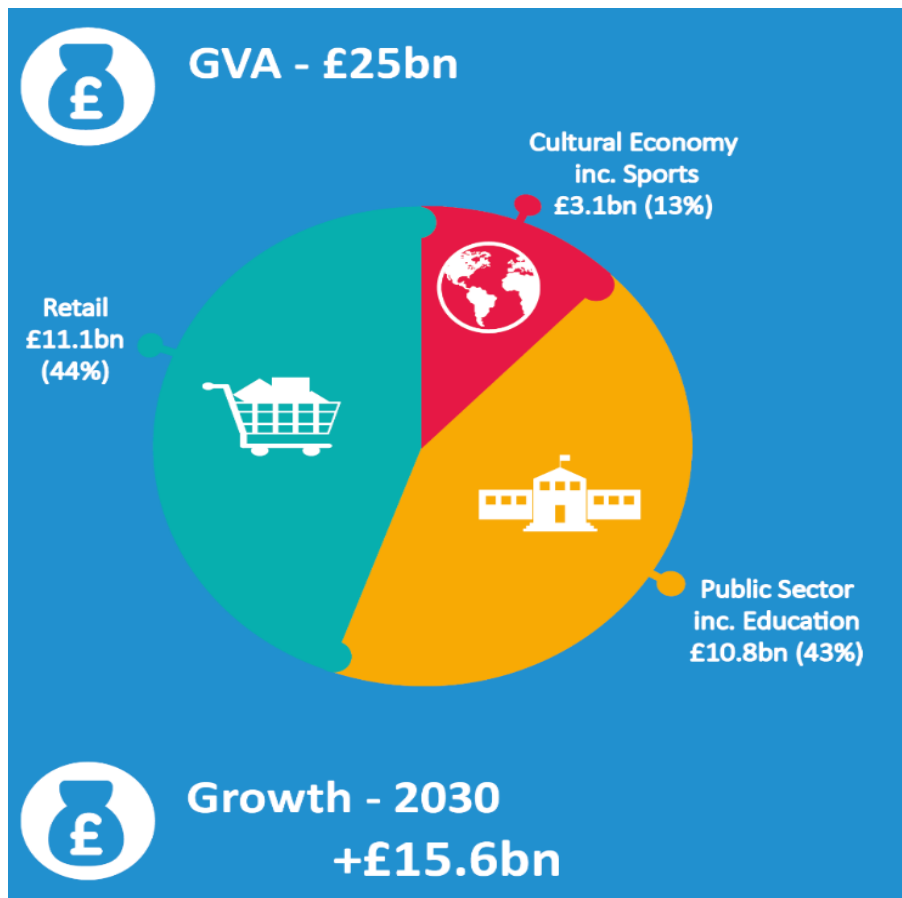 £
GVA - £25bn
Cultural Economy
inc. Sports
£3.1bn (13%)
Retail
£11.1bn
(44%)
Public Sector
inc. Education
£10.8bn (43%)
£
Growth - 2030
+£15.6bn